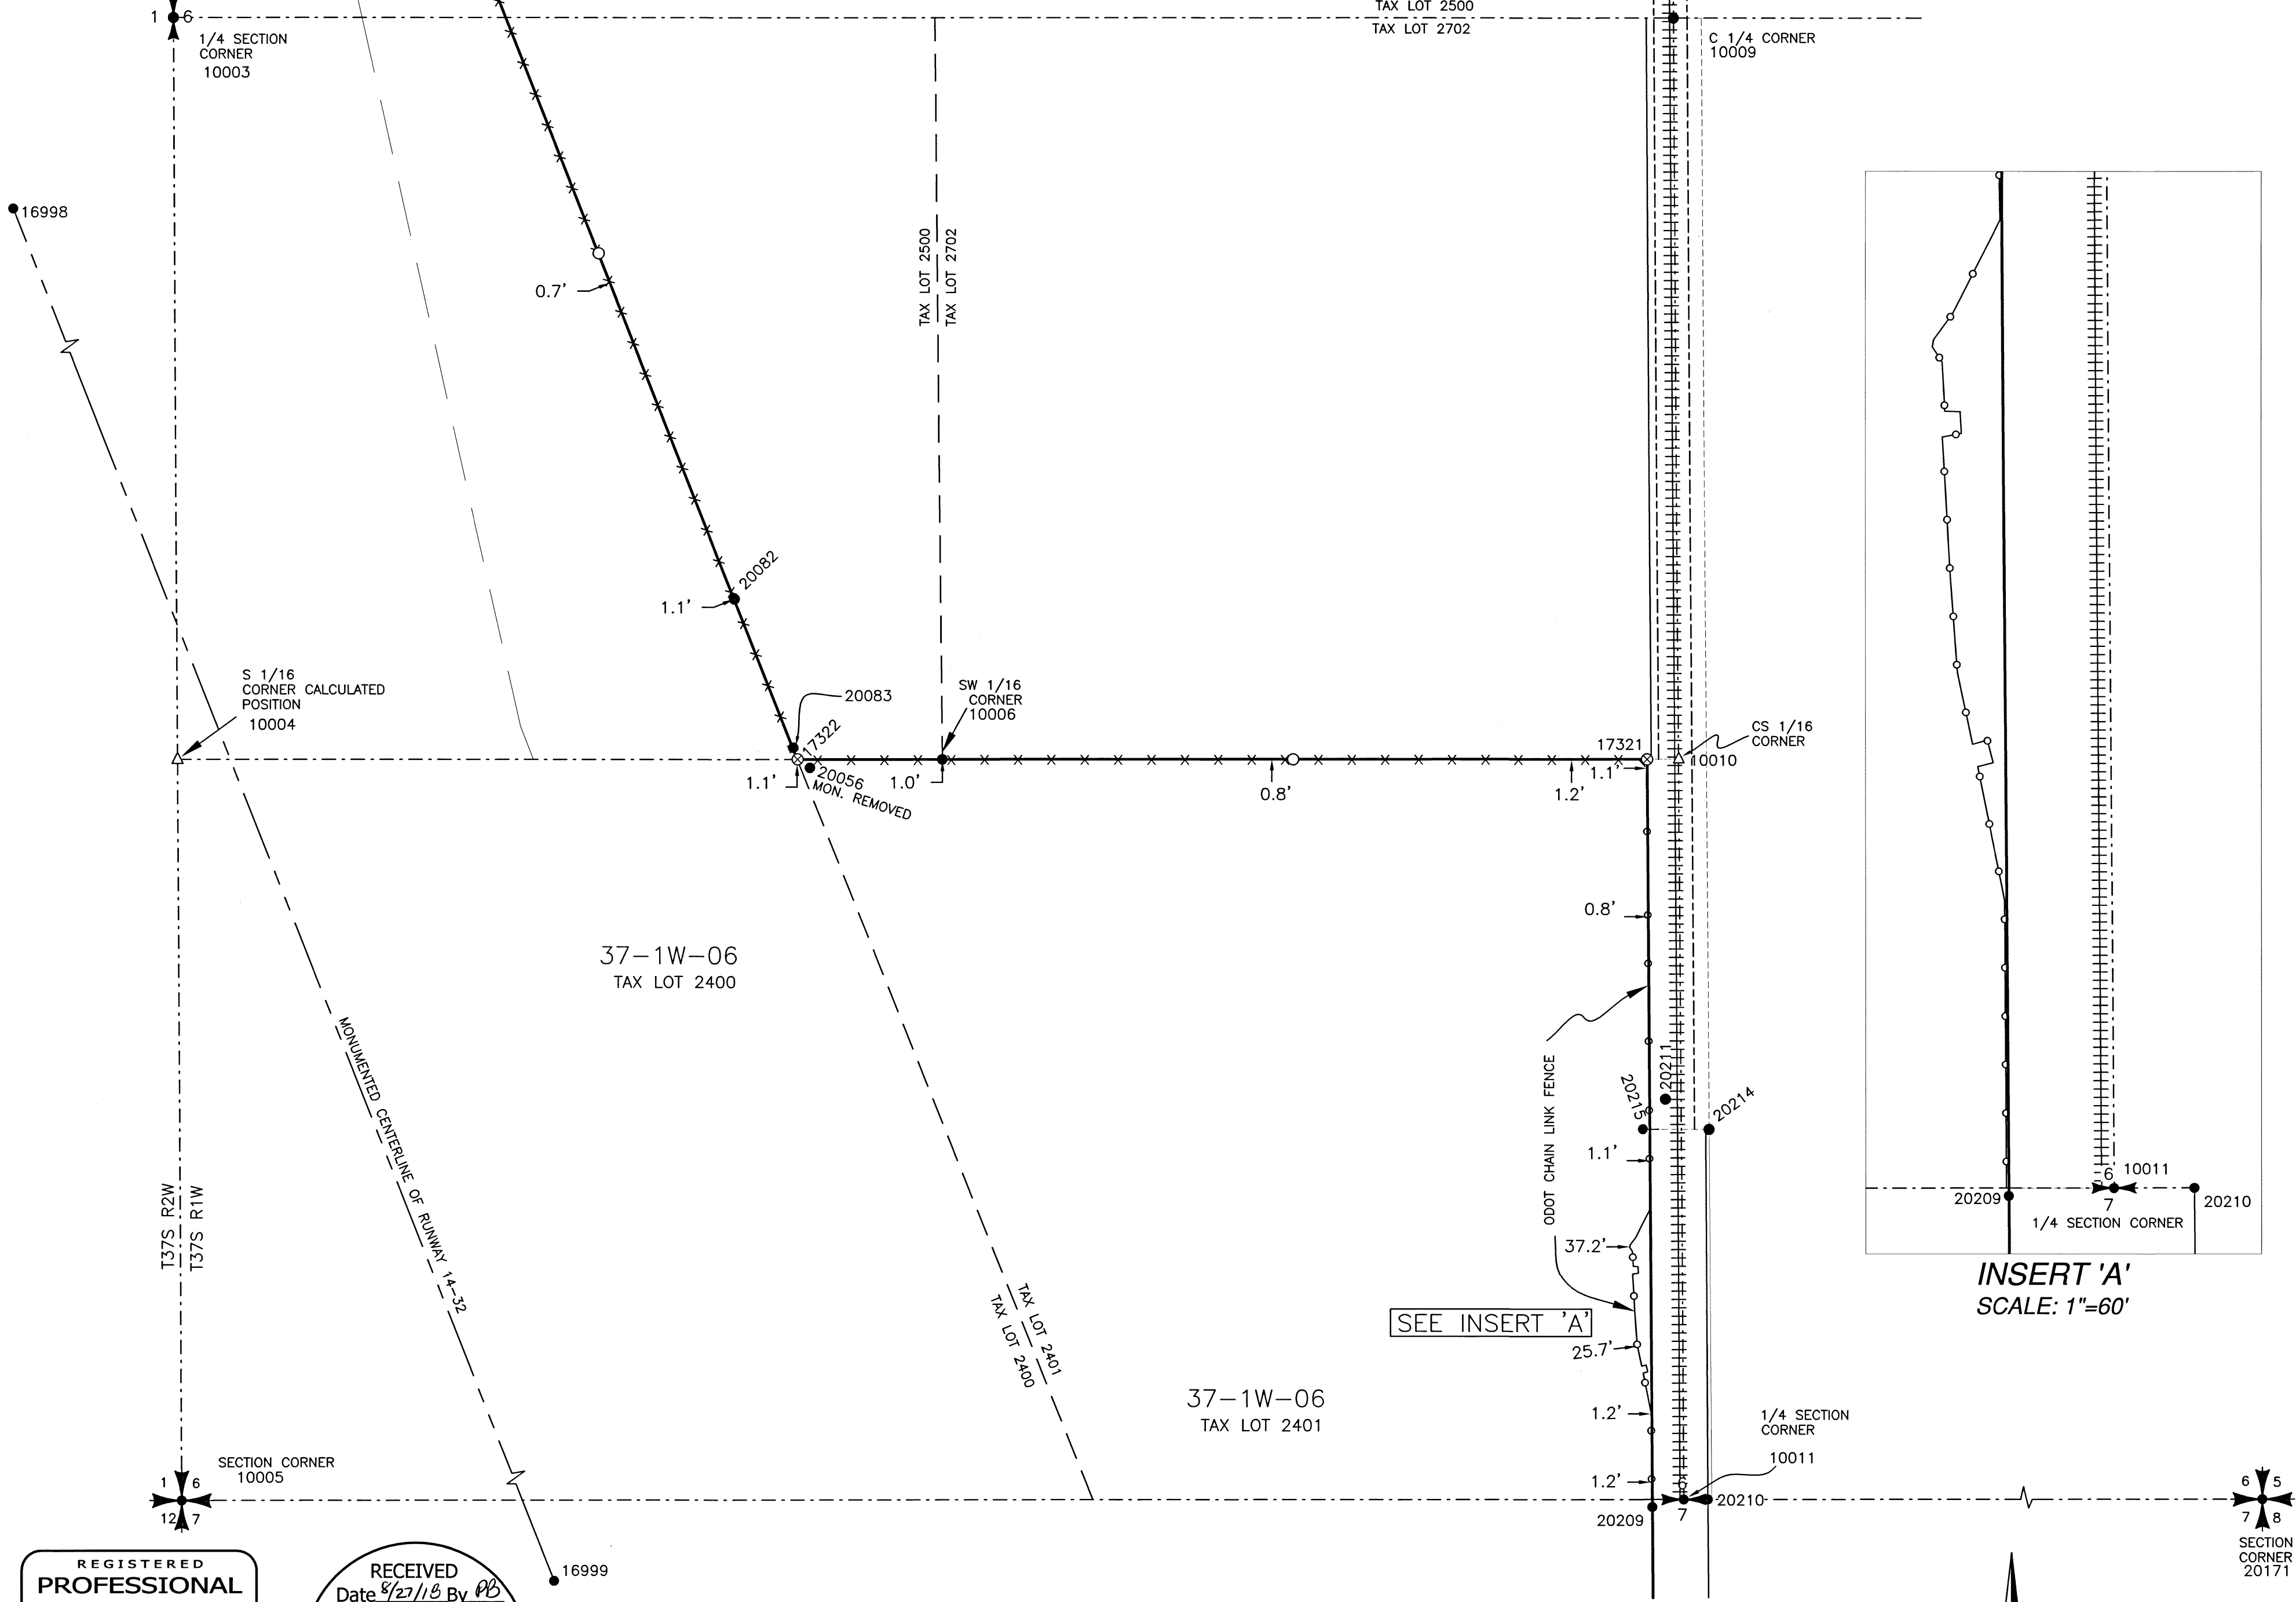 TAX LOT 2500
TAX LOT 2702
1 6
1/4 SECTION
CORNER
10003
C 1/4 CORNER
10009
16998
0.7'
TAX LOT 2500
TAX LOT 2702
20082
1.1'
S 1/16
CORNER CALCULATED
POSITION
10004
20083
17322
SW 1/16
CORNER
10006
20056
MON. REMOVED
1.1'
1.0'
0.8'
1.2'
17321
1.1'
CS 1/16
CORNER
10010
0.8'
37-1W-06
TAX LOT 2400
ODOT CHAIN LINK FENCE
20211
20215
20214
1.1'
MONUMENTED CENTERLINE OF RUNWAY 14-32
T37S R2W
T37S R1W
TAX LOT 2401
TAX LOT 2400
37.2'
SEE INSERT 'A'
25.7'
37-1W-06
TAX LOT 2401
1.2'
1/4 SECTION
CORNER
10011
1.2'
6
7
20210
20209
6
10011
20209
7
20210
1/4 SECTION CORNER
INSERT 'A'
SCALE: 1"=60'
SECTION CORNER
10005
1 6
12 7
6 5
7 8
SECTION
CORNER
20171
16999
REGISTERED
PROFESSIONAL
RECEIVED
Date 8/27/18 By PB